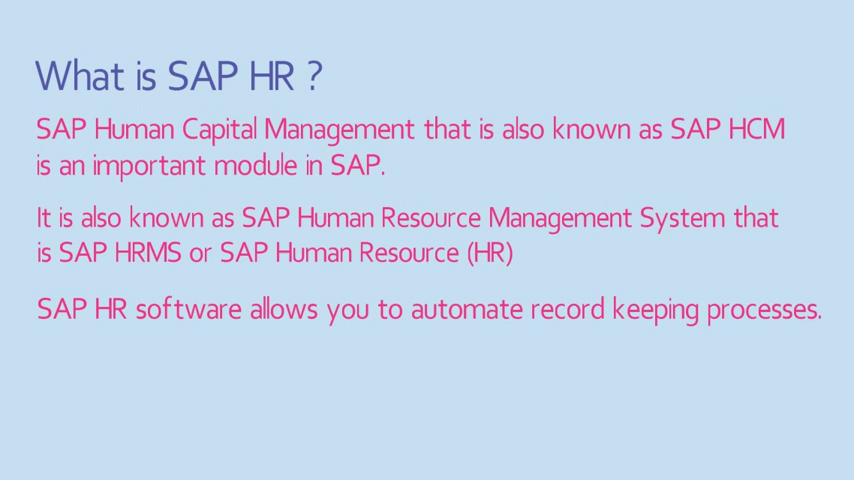 What is SAP HR ?
SAP Human Capital Management that is also known as SAP HCM
is an important module in SAP.
It is also known as SAP Human Resource Management System that
is SAP HRMS or SAP Human Resource (HR)
SAP HR software allows you to automate record keeping processes.